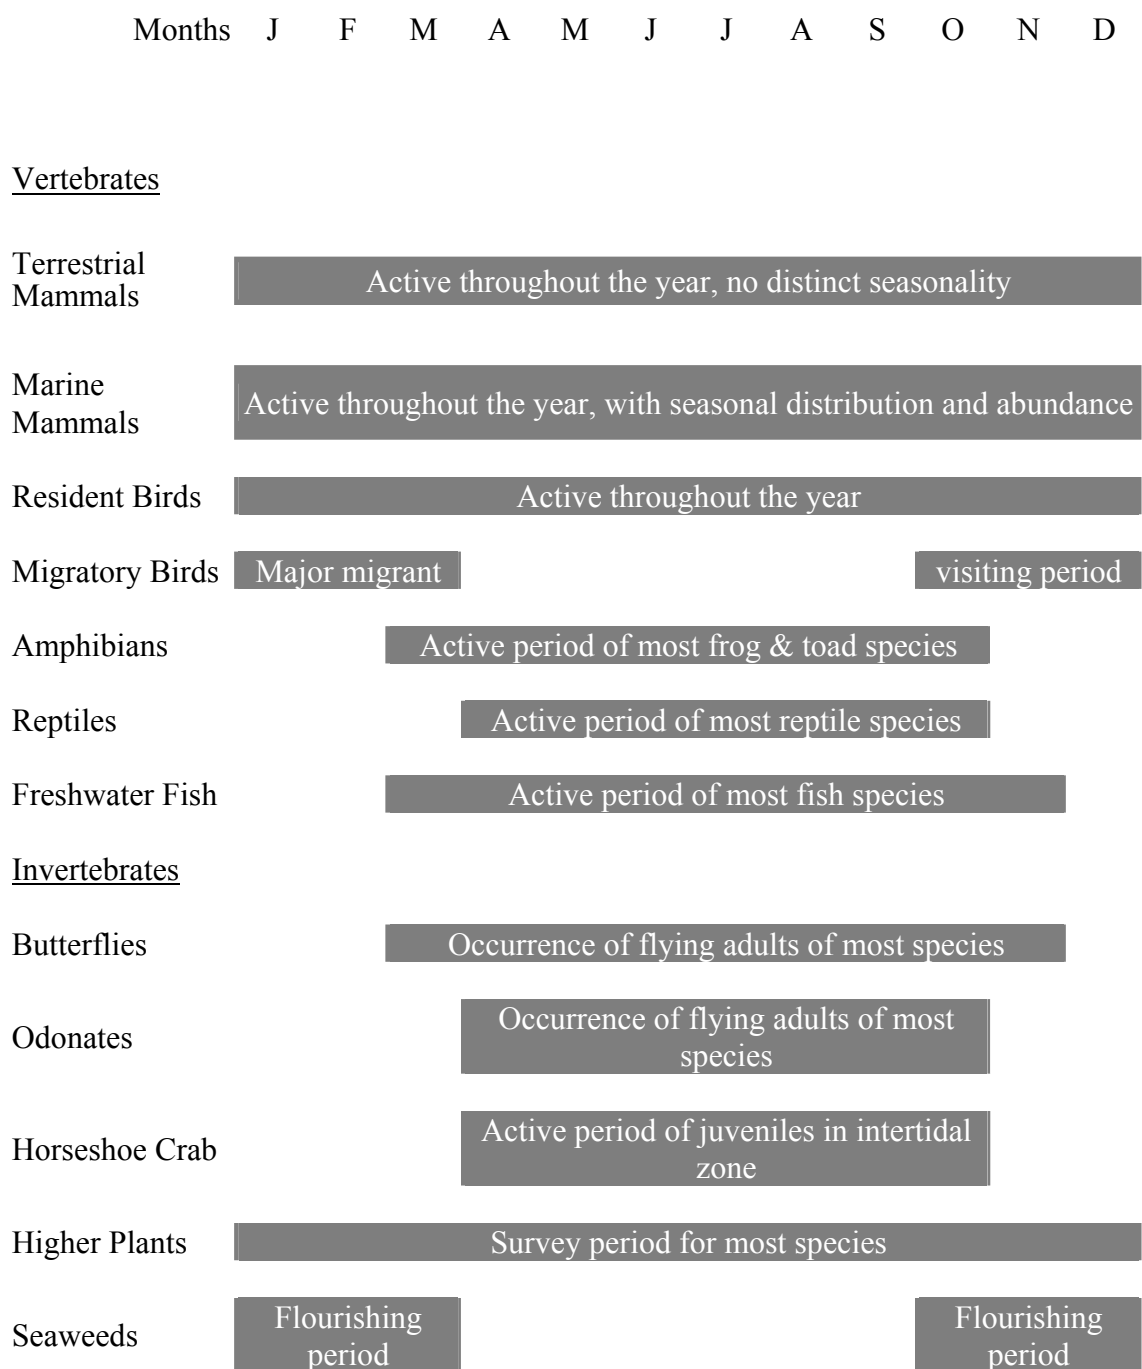 Months J F M A M J J A S O N D
Vertebrates
Terrestrial
Mammals
Active throughout the year, no distinct seasonality
Marine
Mammals
Active throughout the year, with seasonal distribution and abundance
Resident Birds Active throughout the year
Migratory Birds Major migrant visiting period
Amphibians Active period of most frog & toad species
Reptiles Active period of most reptile species
Freshwater Fish Active period of most fish species
Invertebrates
Butterflies Occurrence of flying adults of most species
Odonates
Occurrence of flying adults of most
species
Horseshoe Crab
Active period of juveniles in intertidal
zone
Higher Plants Survey period for most species
Seaweeds
Flourishing
period
Flourishing
period